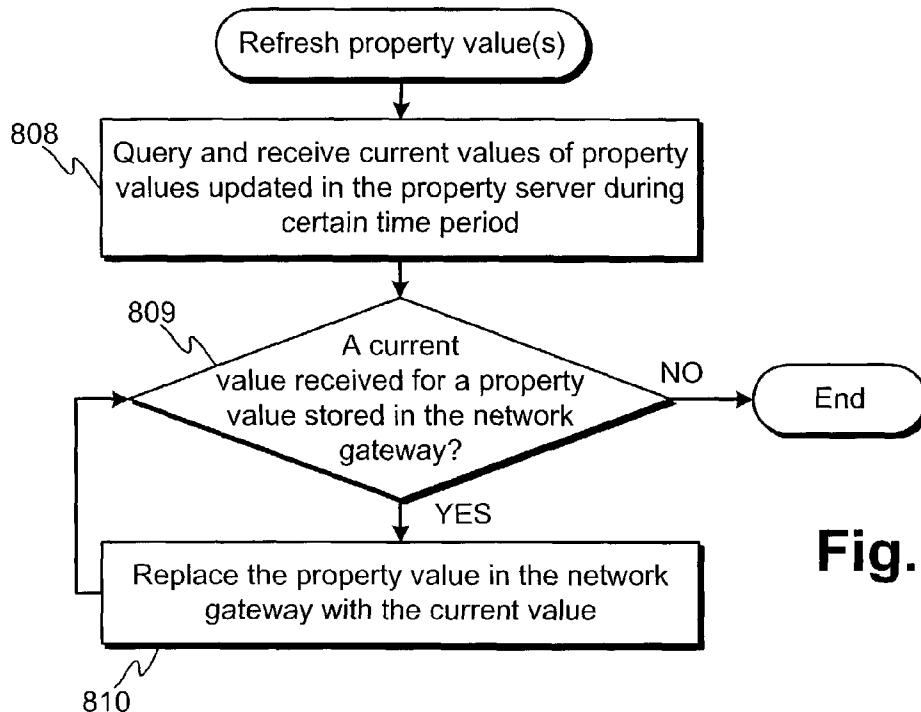 Refresh property value(s)
808
Query and receive current values of property
values updated in the property server during
certain time period
809
A current
value received for a property
value stored in the network
gateway?
NO
End
YES
Fig.
Replace the property value in the network
gateway with the current value
810